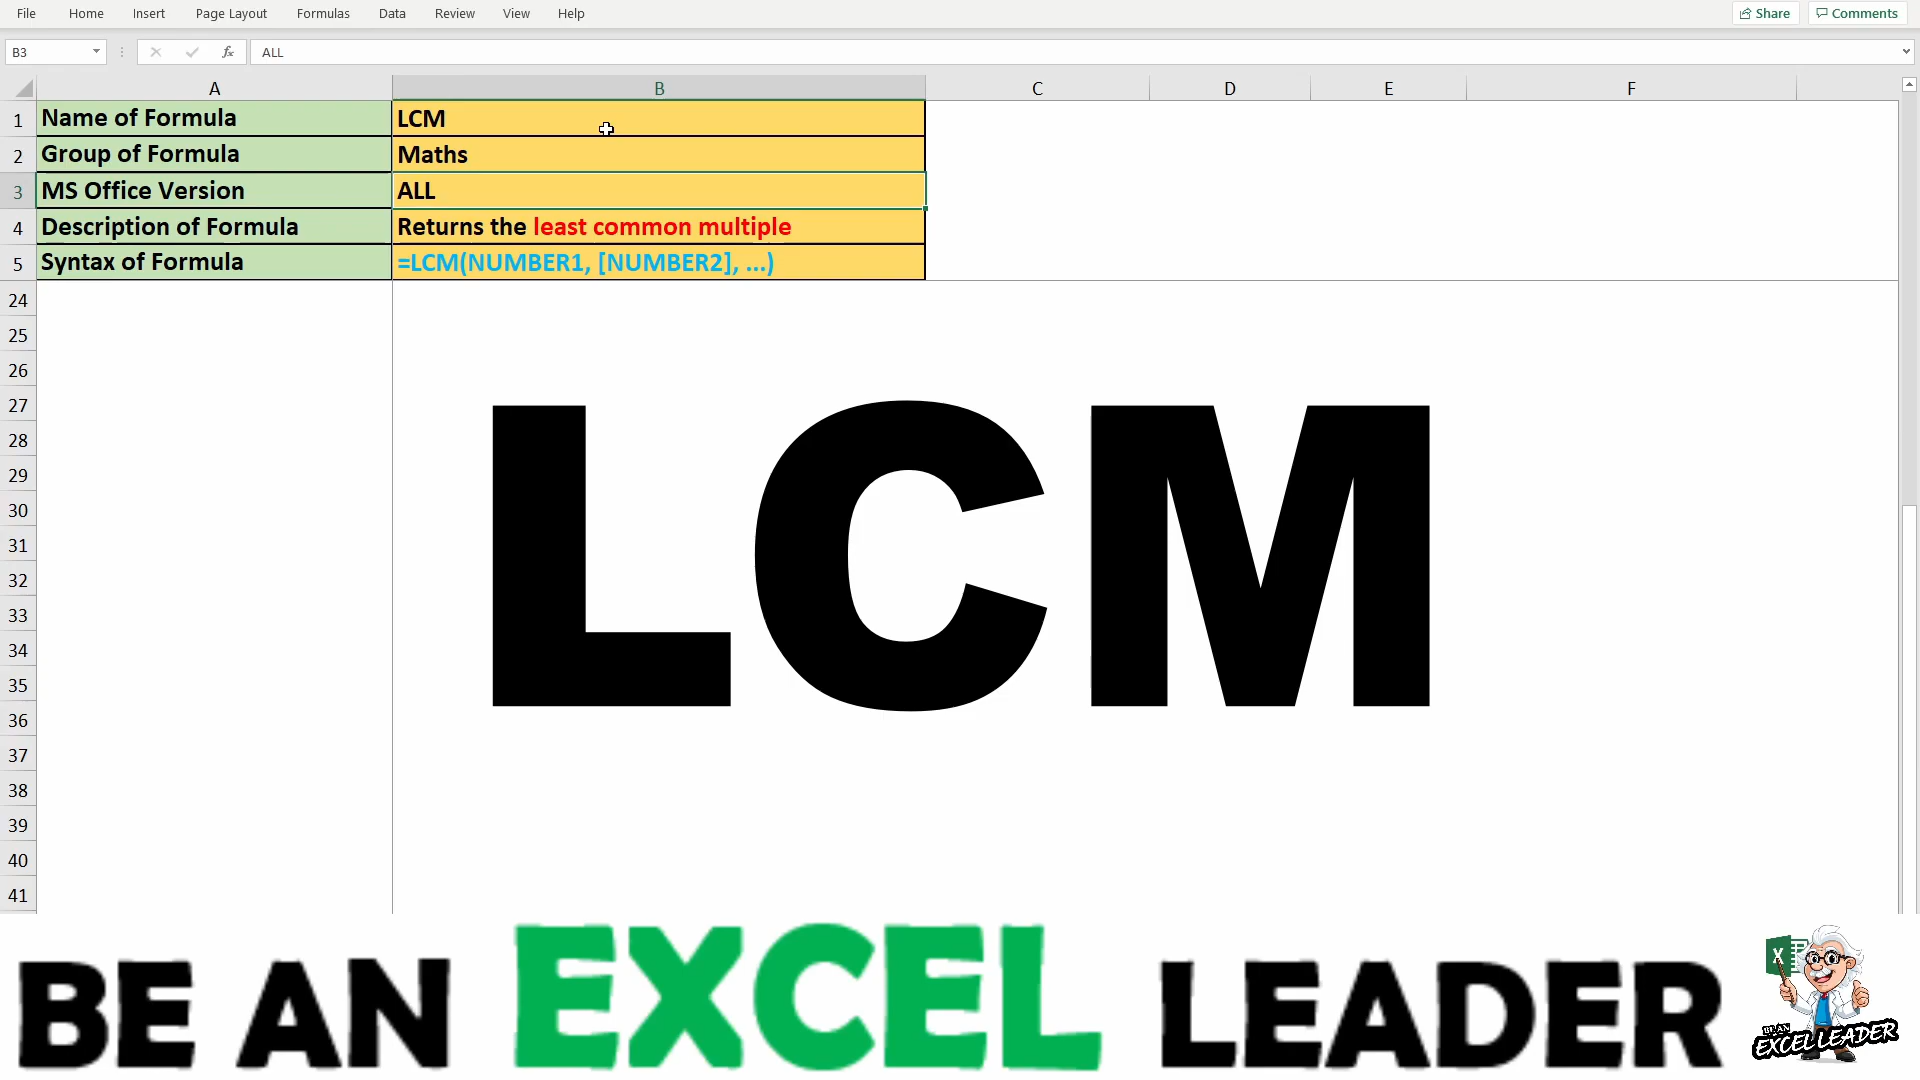 File Home Insert Page Layout Formulas Data Review View Help Share Comments
B3 fx ALL
A B C D E F
1 Name of Formula LCM
2 Group of Formula Maths
3 MS Office Version ALL
4 Description of Formula Returns the least common multiple
5 Syntax of Formula =LCM(NUMBER1, [NUMBER2], ...)
24
25
26
27
28
29
30
31
32
33
34
35
36
37
38
39
40
41
LCM
BE AN EXCEL LEADER
X
BE AN
EXCEL LEADER